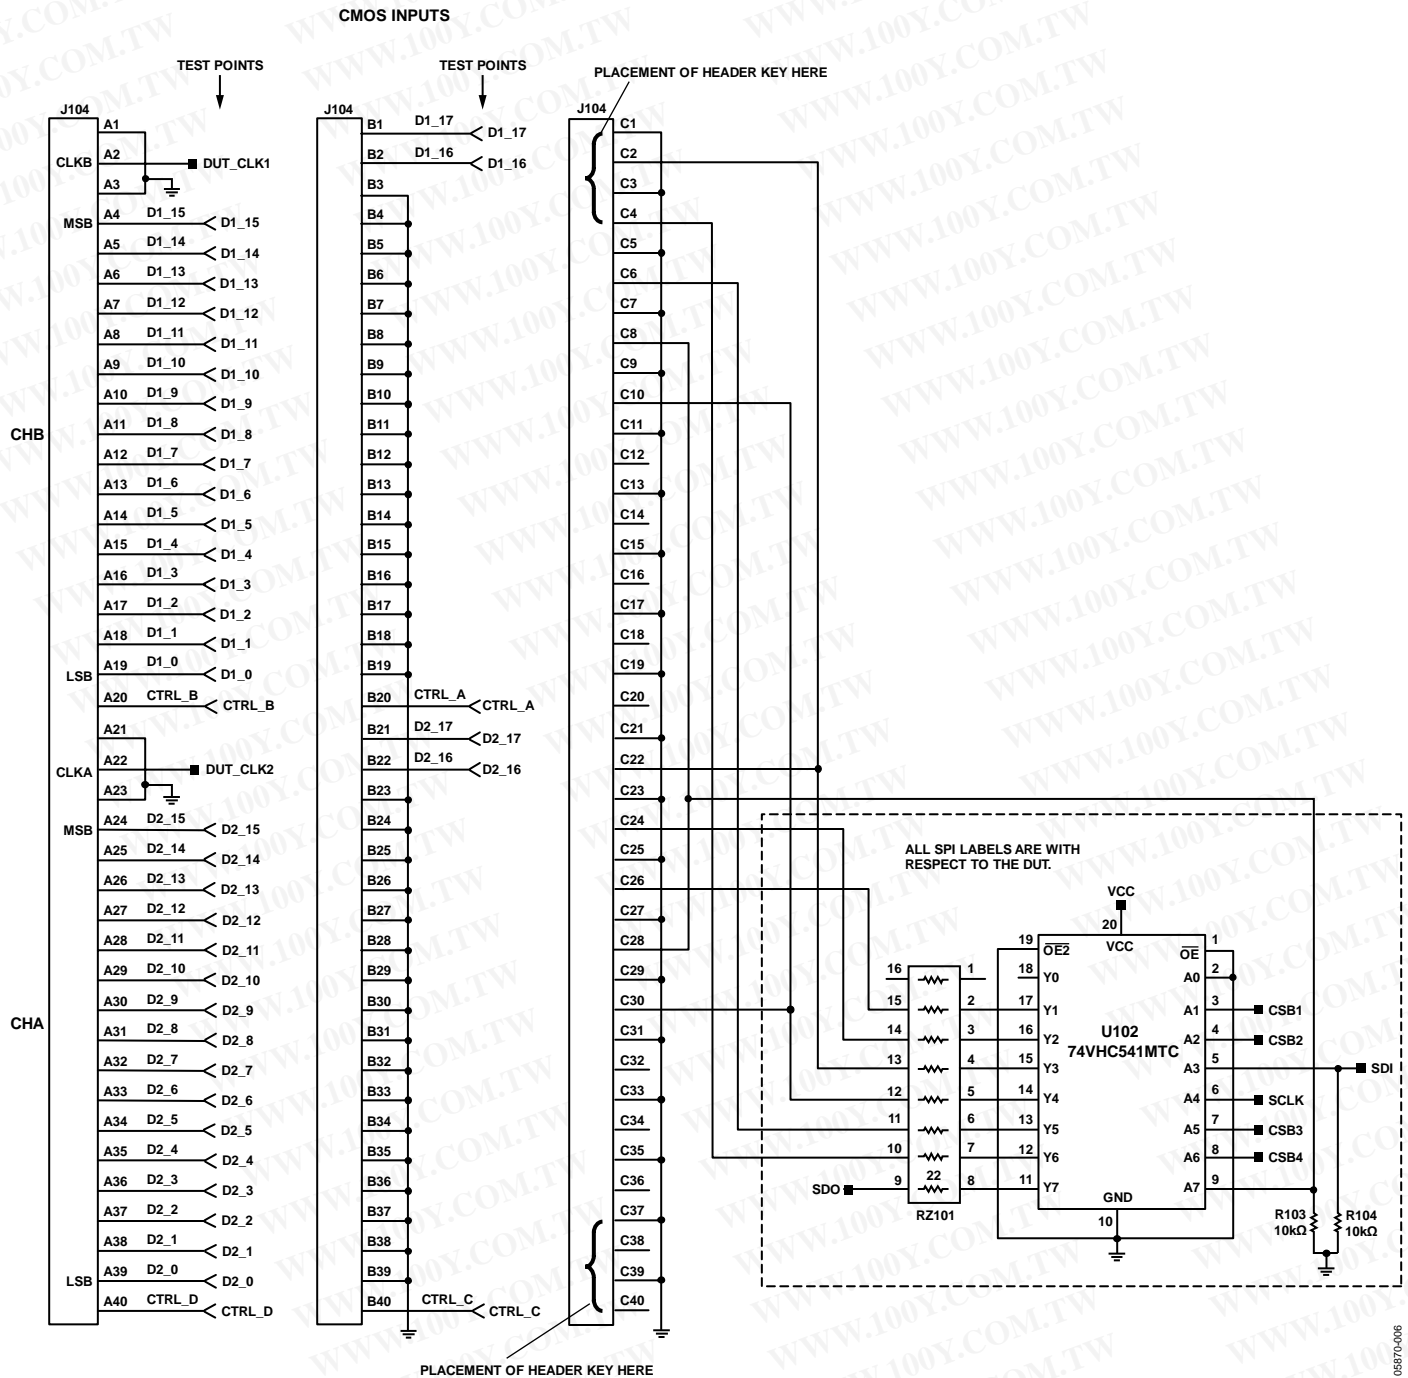 CMOS INPUTS
TEST POINTS
TEST POINTS
PLACEMENT OF HEADER KEY HERE
J104
A1
CLKB A2 DUT_CLK1
A3
MSB A4 D1_15 D1_15
A5 D1_14 D1_14
A6 D1_13 D1_13
A7 D1_12 D1_12
A8 D1_11 D1_11
A9 D1_10 D1_10
A10 D1_9 D1_9
A11 D1_8 D1_8
CHB
A12 D1_7 D1_7
A13 D1_6 D1_6
A14 D1_5 D1_5
A15 D1_4 D1_4
A16 D1_3 D1_3
A17 D1_2 D1_2
A18 D1_1 D1_1
LSB A19 D1_0 D1_0
A20 CTRL_B CTRL_B
A21
CLKA A22 DUT_CLK2
A23
MSB A24 D2_15 D2_15
A25 D2_14 D2_14
A26 D2_13 D2_13
A27 D2_12 D2_12
A28 D2_11 D2_11
A29 D2_10 D2_10
A30 D2_9 D2_9
CHA
A31 D2_8 D2_8
A32 D2_7 D2_7
A33 D2_6 D2_6
A34 D2_5 D2_5
A35 D2_4 D2_4
A36 D2_3 D2_3
A37 D2_2 D2_2
A38 D2_1 D2_1
LSB A39 D2_0 D2_0
A40 CTRL_D CTRL_D
J104
B1 D1_17 D1_17
B2 D1_16 D1_16
B3
B4
B5
B6
B7
B8
B9
B10
B11
B12
B13
B14
B15
B16
B17
B18
B19
B20 CTRL_A CTRL_A
B21 D2_17 D2_17
B22 D2_16 D2_16
B23
B24
B25
B26
B27
B28
B29
B30
B31
B32
B33
B34
B35
B36
B37
B38
B39
B40 CTRL_C CTRL_C
J104
C1
C2
C3
C4
C5
C6
C7
C8
C9
C10
C11
C12
C13
C14
C15
C16
C17
C18
C19
C20
C21
C22
C23
C24
C25
C26
C27
C28
C29
C30
C31
C32
C33
C34
C35
C36
C37
C38
C39
C40
PLACEMENT OF HEADER KEY HERE
ALL SPI LABELS ARE WITH
RESPECT TO THE DUT.
VCC
20
VCC
19 OE2 OE 1
16 1 18 Y0 A0 2
15 2 17 Y1 A1 3 CSB1
14 3 16 Y2 A2 4 CSB2
U102
74VHC541MTC
13 4 15 Y3 A3 5 SDI
12 5 14 Y4 A4 6 SCLK
11 6 13 Y5 A5 7 CSB3
10 7 12 Y6 A6 8 CSB4
SDO 9 22 8 11 Y7 A7 9
GND
10
RZ101
R103
10kΩ
R104
10kΩ
05870-006
WWW.100Y.COM.TW